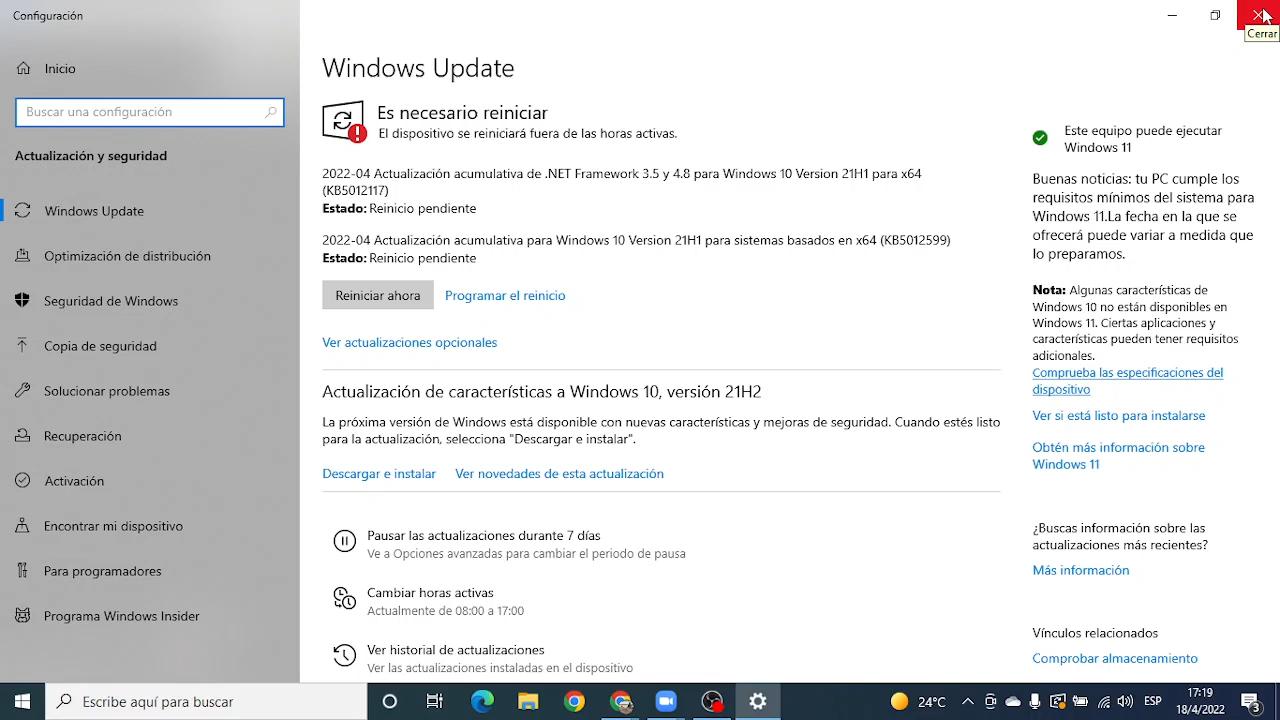 Configuración
Cerrar
Inicio
Buscar una configuración
Actualización y seguridad
Windows Update
Optimización de distribución
Seguridad de Windows
Copia de seguridad
Solucionar problemas
Recuperación
Activación
Encontrar mi dispositivo
Para programadores
Programa Windows Insider
Windows Update
Es necesario reiniciar
El dispositivo se reiniciará fuera de las horas activas.
2022-04 Actualización acumulativa de .NET Framework 3.5 y 4.8 para Windows 10 Version 21H1 para x64
(KB5012117)
Estado: Reinicio pendiente
2022-04 Actualización acumulativa para Windows 10 Version 21H1 para sistemas basados en x64 (KB5012599)
Estado: Reinicio pendiente
Reiniciar ahora Programar el reinicio
Ver actualizaciones opcionales
Actualización de características a Windows 10, versión 21H2
La próxima versión de Windows está disponible con nuevas características y mejoras de seguridad. Cuando estés listo
para la actualización, selecciona "Descargar e instalar".
Descargar e instalar Ver novedades de esta actualización
Pausar las actualizaciones durante 7 días
Ve a Opciones avanzadas para cambiar el periodo de pausa
Cambiar horas activas
Actualmente de 08:00 a 17:00
Ver historial de actualizaciones
Ver las actualizaciones instaladas en el dispositivo
Este equipo puede ejecutar
Windows 11
Buenas noticias: tu PC cumple los
requisitos mínimos del sistema para
Windows 11.La fecha en la que se
ofrecerá puede variar a medida que
lo preparamos.
Nota: Algunas características de
Windows 10 no están disponibles en
Windows 11. Ciertas aplicaciones y
características pueden tener requisitos
adicionales.
Comprueba las especificaciones del
dispositivo
Ver si está listo para instalarse
Obtén más información sobre
Windows 11
¿Buscas información sobre las
actualizaciones más recientes?
Más información
Vínculos relacionados
Comprobar almacenamiento
Escribe aquí para buscar
24°C
ESP
17:19
18/4/2022
3